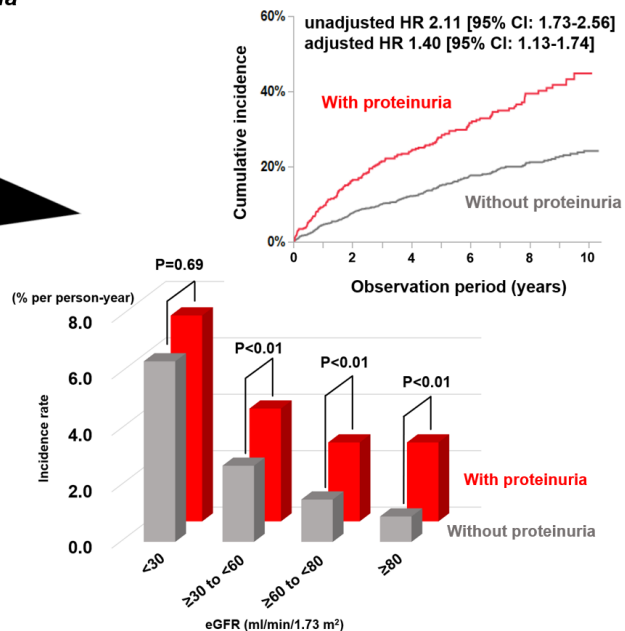 60%
unadjusted HR 2.11 [95% CI: 1.73-2.56]
adjusted HR 1.40 [95% CI: 1.13-1.74]
40%
20%
0%
Cumulative incidence
With proteinuria
Without proteinuria
0 2 4 6 8 10
Observation period (years)
P=0.69
(% per person-year)
8.0
6.0
4.0
2.0
0.0
Incidence rate
P<0.01
P<0.01
P<0.01
With proteinuria
Without proteinuria
<30
≥30 to <60
≥60 to <80
≥80
eGFR (ml/min/1.73 m²)